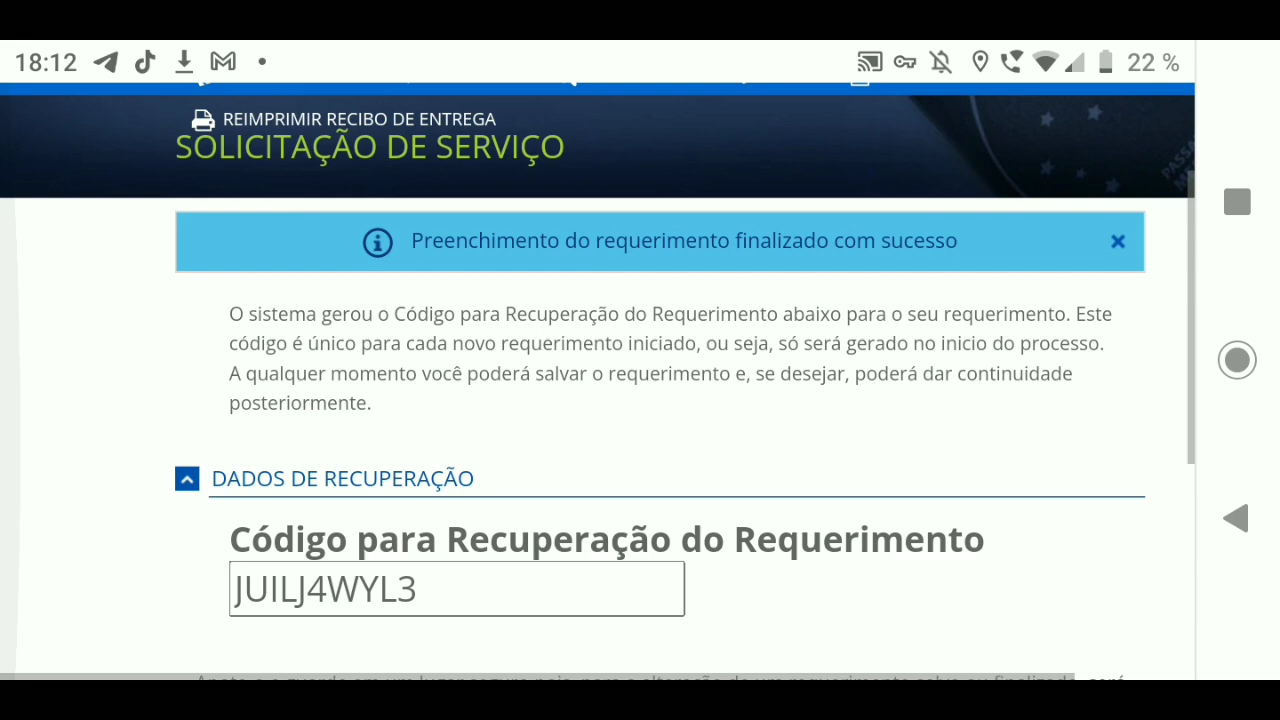 18:12
22 %
REIMPRIMIR RECIBO DE ENTREGA
SOLICITAÇÃO DE SERVIÇO
Preenchimento do requerimento finalizado com sucesso
O sistema gerou o Código para Recuperação do Requerimento abaixo para o seu requerimento. Este
código é único para cada novo requerimento iniciado, ou seja, só será gerado no inicio do processo.
A qualquer momento você poderá salvar o requerimento e, se desejar, poderá dar continuidade
posteriormente.
DADOS DE RECUPERAÇÃO
Código para Recuperação do Requerimento
JUILJ4WYL3